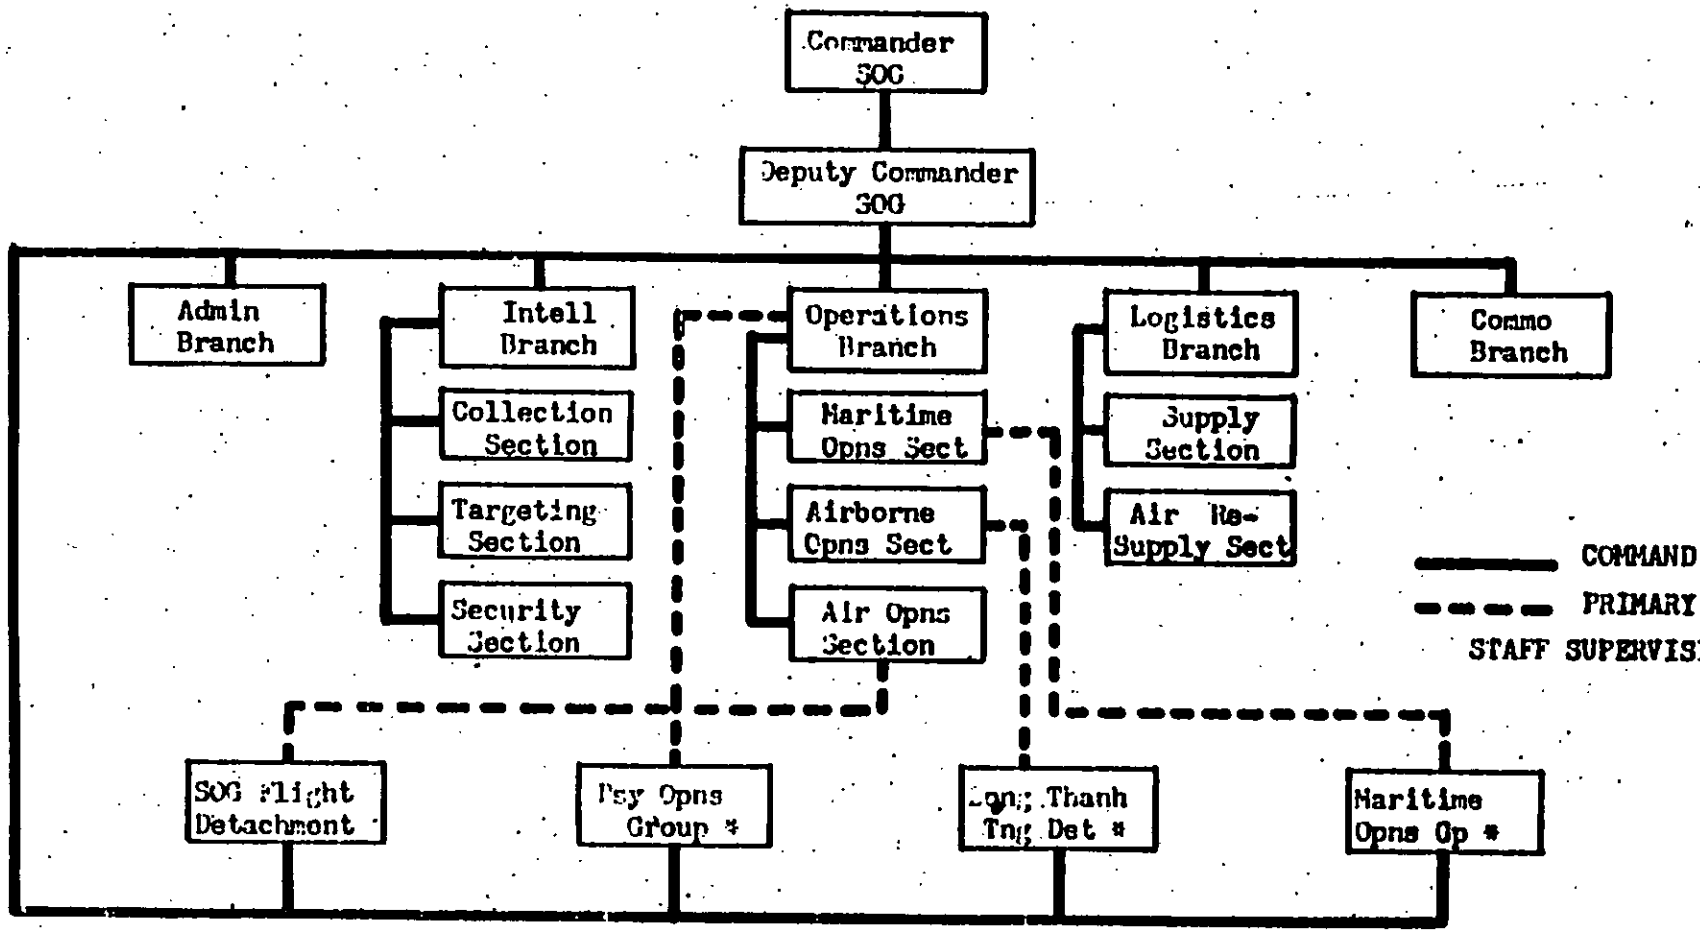 Commander
SOG
Deputy Commander
SOG
Admin
Branch
Intell
Branch
Operations
Branch
Logistics
Branch
Commo
Branch
Collection
Section
Maritime
Opns Sect
Supply
Section
Targeting
Section
Airborne
Opns Sect
Air Re-
Supply Sect
Security
Section
Air Opns
Section
COMMAND
PRIMARY
STAFF SUPERVIS
SOG Flight
Detachment
Psy Opns
Group *
Long Thanh
Tng Det *
Maritime
Opns Gp *